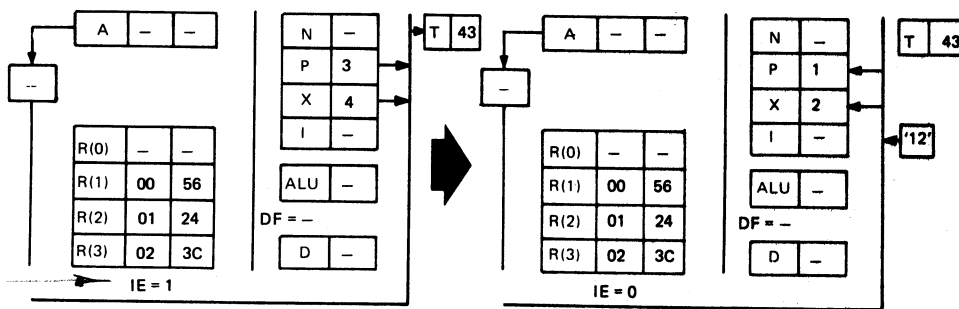 A – –
N –
P 3
X 4
I –
T 43
–
R(0) – –
R(1) 00 56
R(2) 01 24
R(3) 02 3C
ALU –
DF = –
D –
IE = 1
A – –
N –
P 1
X 2
I –
T 43
–
'12'
R(0) – –
R(1) 00 56
R(2) 01 24
R(3) 02 3C
ALU –
DF = –
D –
IE = 0